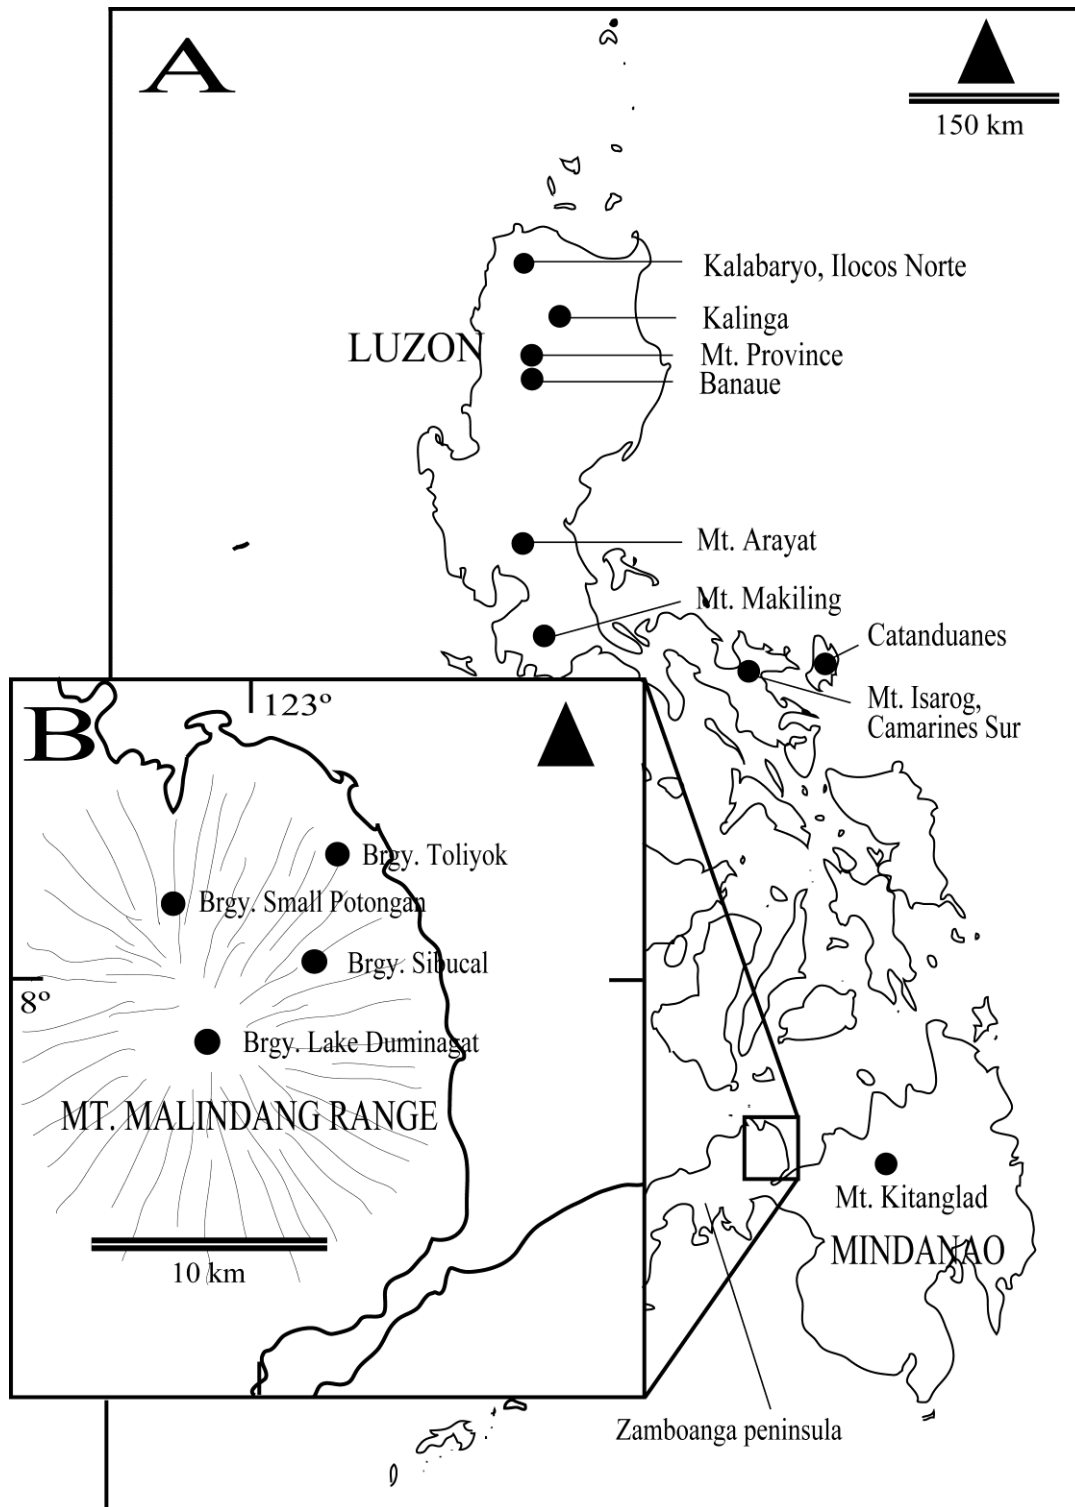 A
150 km
Kalabaryo, Ilocos Norte
Kalinga
LUZON
Mt. Province
Banaue
Mt. Arayat
Mt. Makiling
Catanduanes
Mt. Isarog,
Camarines Sur
B
123º
Brgy. Toliyok
Brgy. Small Potongan
Brgy. Sibucal
8º
Brgy. Lake Duminagat
MT. MALINDANG RANGE
10 km
Mt. Kitanglad
MINDANAO
Zamboanga peninsula